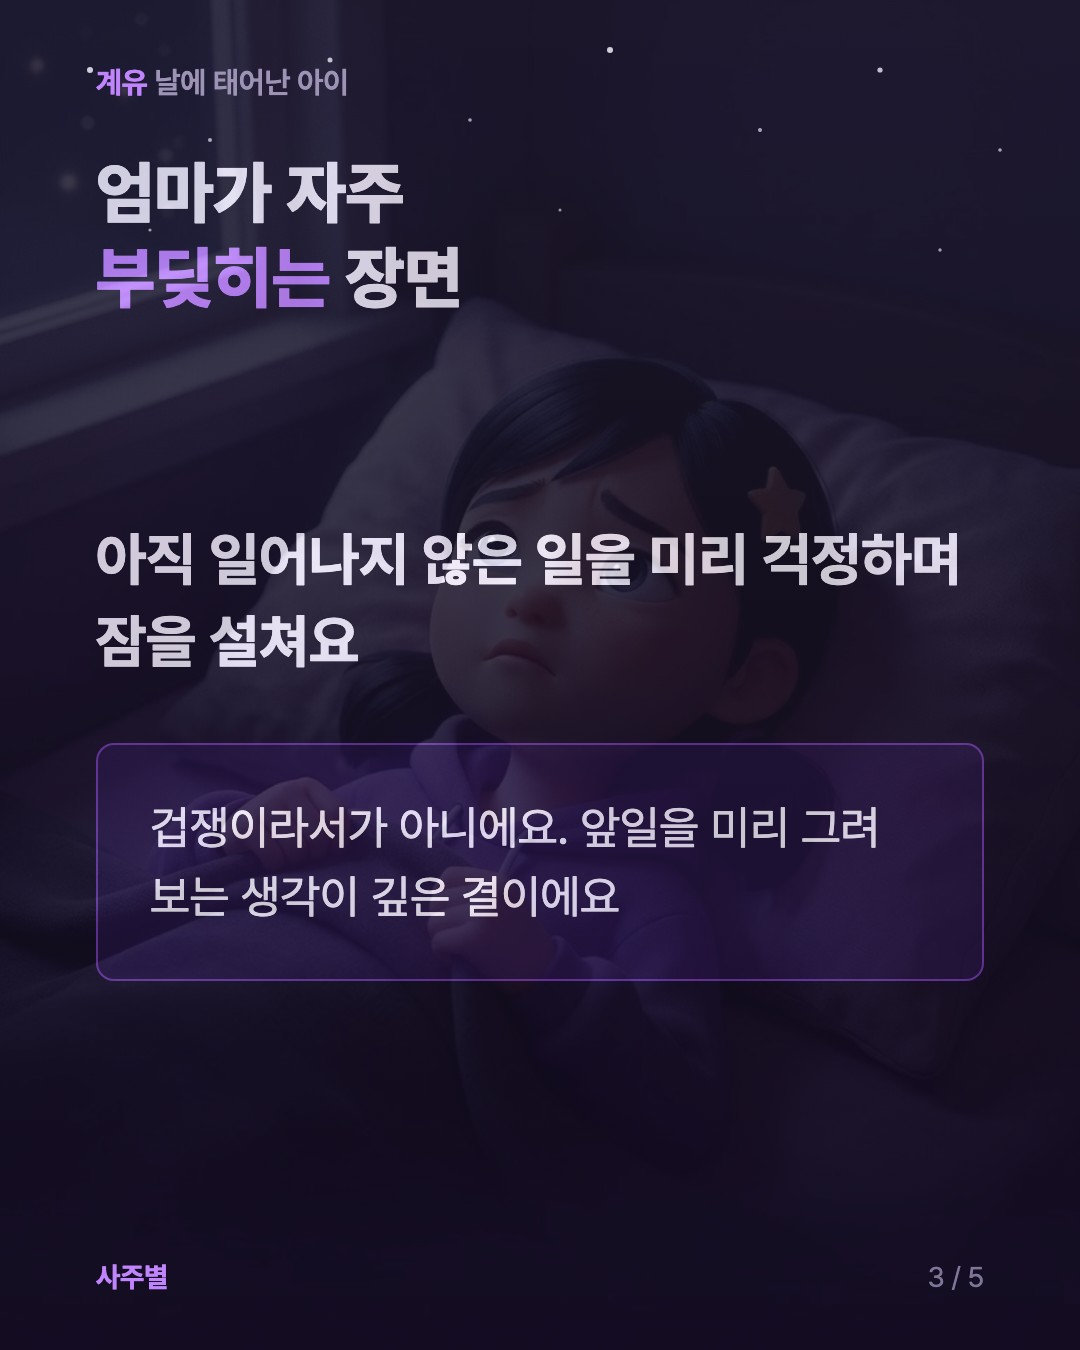 계유 날에 태어난 아이
엄마가 자주
부딪히는 장면
아직 일어나지 않은 일을 미리 걱정하며
잠을 설쳐요
겁쟁이라서가 아니에요. 앞일을 미리 그려
보는 생각이 깊은 결이에요
사주별
3 / 5